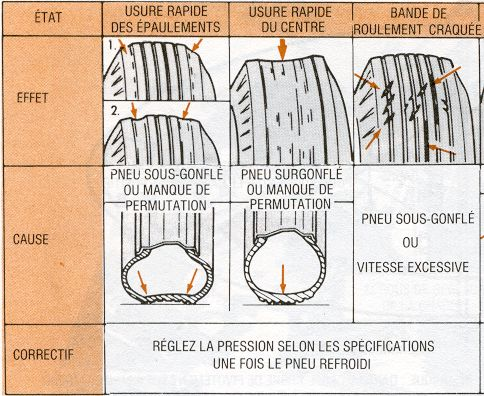 ÉTAT
USURE RAPIDE
DES ÉPAULEMENTS
USURE RAPIDE
DU CENTRE
BANDE DE
ROULEMENT CRAQUÉE
EFFET
1.
2.
CAUSE
PNEU SOUS-GONFLÉ
OU MANQUE DE
PERMUTATION
PNEU SURGONFLÉ
OU MANQUE DE
PERMUTATION
PNEU SOUS-GONFLÉ
OU
VITESSE EXCESSIVE
CORRECTIF
RÉGLEZ LA PRESSION SELON LES SPÉCIFICATIONS
UNE FOIS LE PNEU REFROIDI